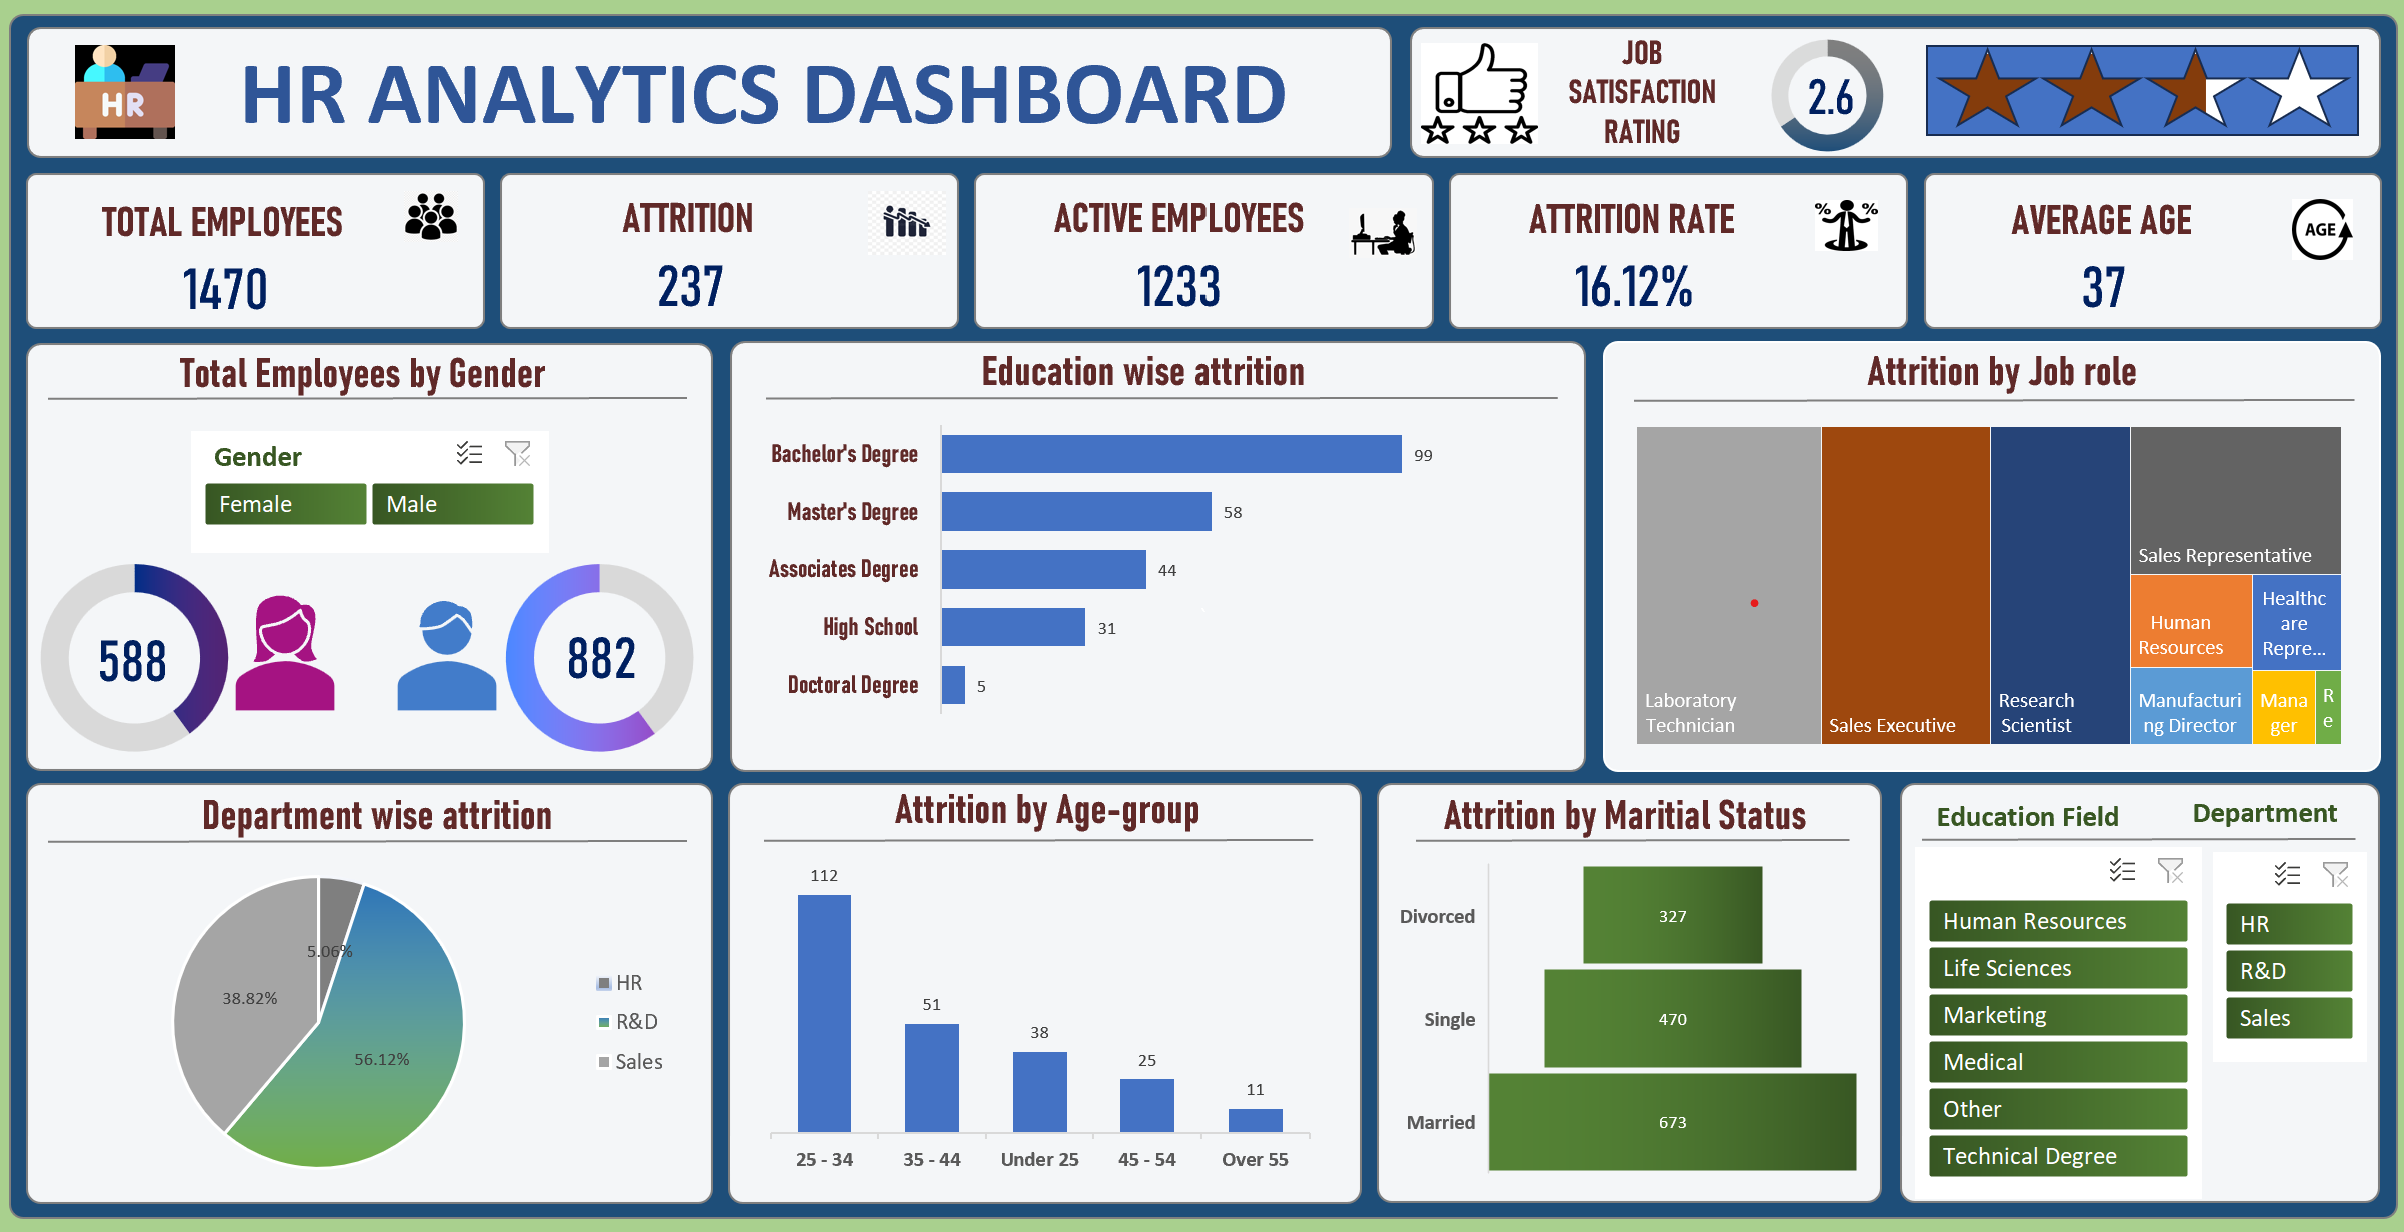 HR
HR ANALYTICS DASHBOARD
JOB
SATISFACTION
RATING
2.6
TOTAL EMPLOYEES
1470
ATTRITION
237
ACTIVE EMPLOYEES
1233
ATTRITION RATE
16.12%
% %
AVERAGE AGE
37
AGE
Total Employees by Gender
Gender
Female
Male
588
882
Education wise attrition
Bachelor's Degree
99
Master's Degree
58
Associates Degree
44
High School
31
Doctoral Degree
5
Attrition by Job role
Laboratory
Technician
Sales Executive
Research
Scientist
Sales Representative
Human
Resources
Healthc
are
Repre...
Manufacturi
ng Director
Mana
ger
R
e
Department wise attrition
5.06%
38.82%
56.12%
HR
R&D
Sales
Attrition by Age-group
112
51
38
25
11
25 - 34
35 - 44
Under 25
45 - 54
Over 55
Attrition by Maritial Status
Divorced
327
Single
470
Married
673
Education Field
Human Resources
Life Sciences
Marketing
Medical
Other
Technical Degree
Department
HR
R&D
Sales